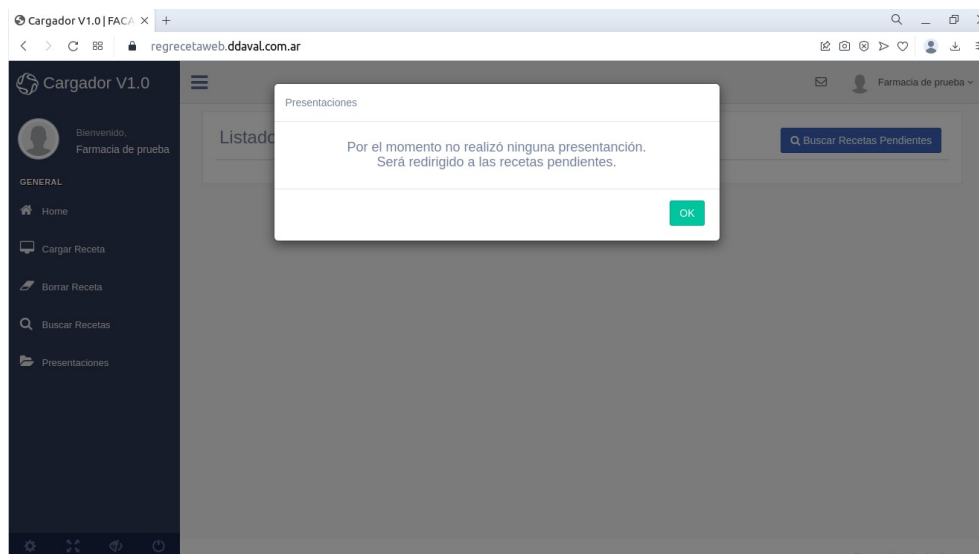 Cargador V1.0 | FACA
regrecetaweb.ddaval.com.ar
Cargador V1.0
Farmacia de prueba
Bienvenido,
Farmacia de prueba
GENERAL
Home
Cargar Receta
Borrar Receta
Buscar Recetas
Presentaciones
Listado
Buscar Recetas Pendientes
Presentaciones
Por el momento no realizó ninguna presentanción.
Será redirigido a las recetas pendientes.
OK